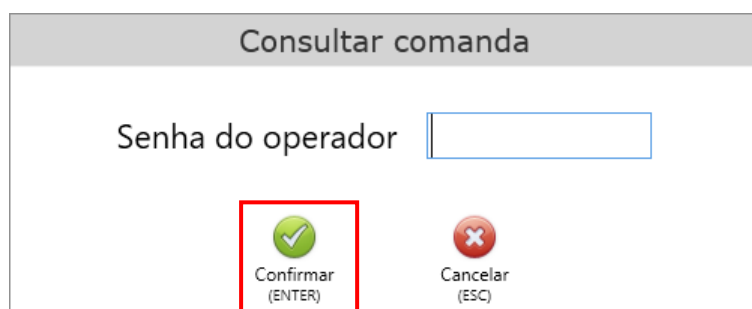 Consultar comanda
Senha do operador
Confirmar
(ENTER)
Cancelar
(ESC)